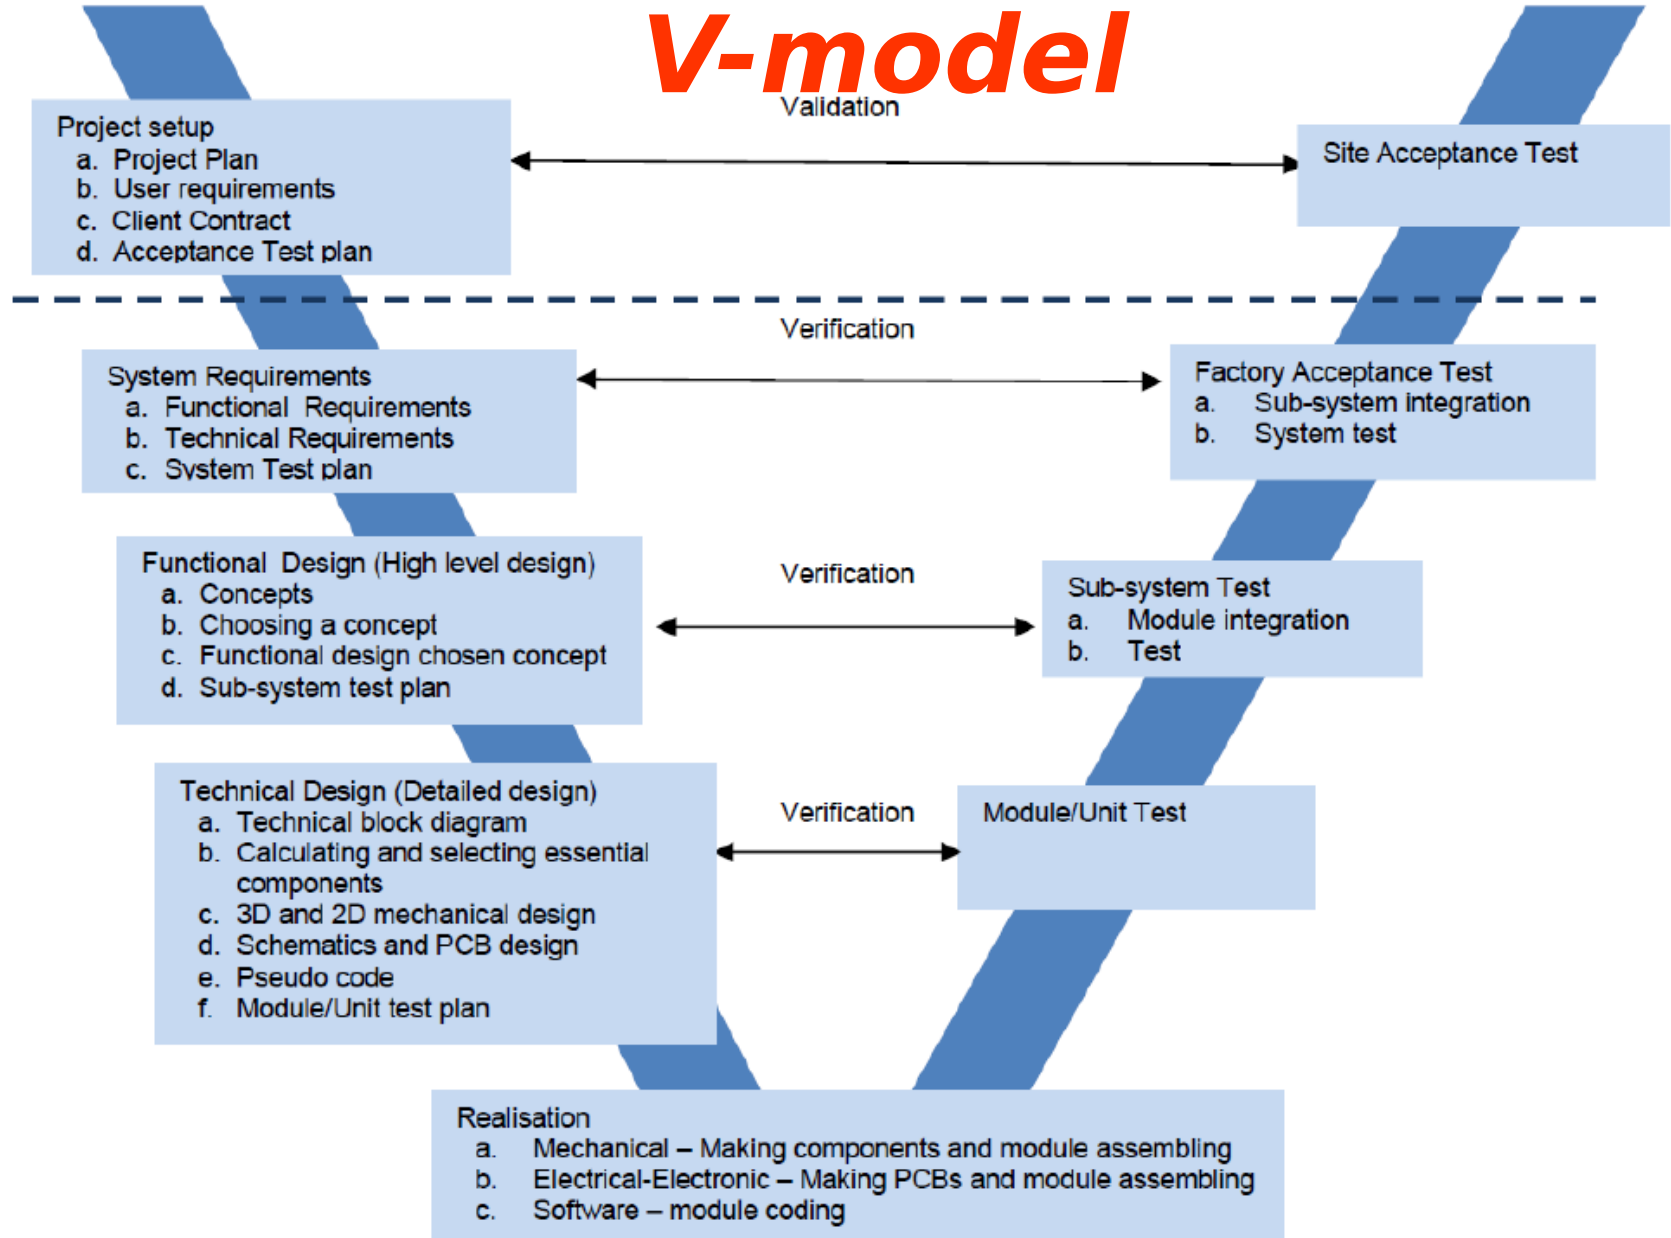 V-model
Validation
Project setup
a. Project Plan
b. User requirements
c. Client Contract
d. Acceptance Test plan
Site Acceptance Test
Verification
System Requirements
a. Functional Requirements
b. Technical Requirements
c. System Test plan
Factory Acceptance Test
a. Sub-system integration
b. System test
Functional Design (High level design)
a. Concepts
b. Choosing a concept
c. Functional design chosen concept
d. Sub-system test plan
Verification
Sub-system Test
a. Module integration
b. Test
Technical Design (Detailed design)
a. Technical block diagram
b. Calculating and selecting essential
components
c. 3D and 2D mechanical design
d. Schematics and PCB design
e. Pseudo code
f. Module/Unit test plan
Verification
Module/Unit Test
Realisation
a. Mechanical – Making components and module assembling
b. Electrical-Electronic – Making PCBs and module assembling
c. Software – module coding